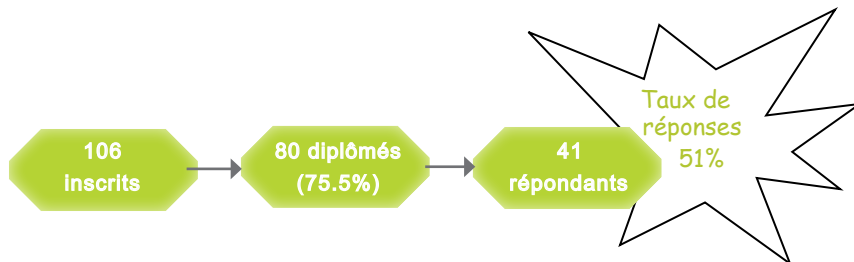 106
inscrits
80 diplômés
(75.5%)
41
répondants
Taux de
réponses
51%